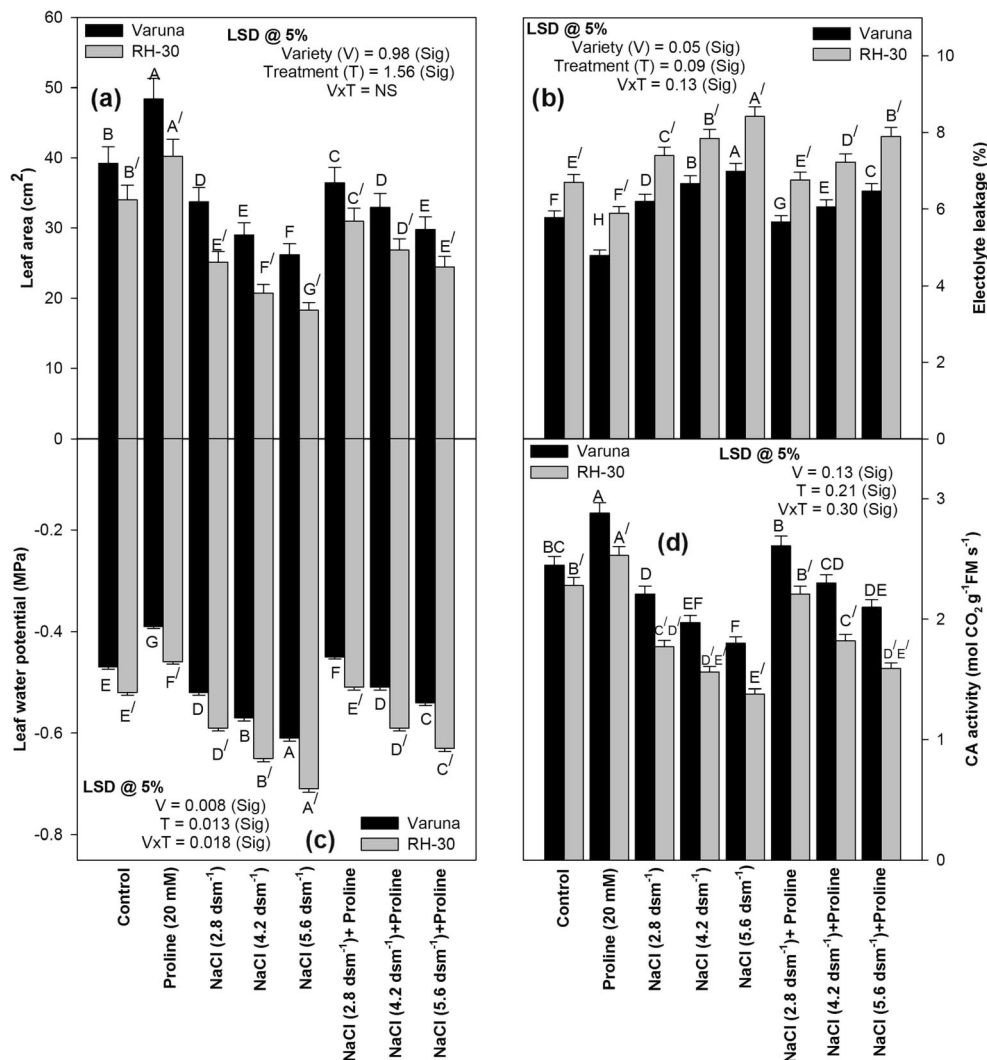 60
50
40
30
20
10
0
-0.2
-0.4
-0.6
-0.8
Leaf area (cm²)
Leaf water potential (MPa)
Varuna
RH-30
LSD @ 5%
Variety (V) = 0.98 (Sig)
Treatment (T) = 1.56 (Sig)
VxT = NS
(a)
B B/ A A/ D E/ E F/ F G/ C C/ D D/ E E/
E E/ G F/ D D/ B B/ A A/ F E/ D D/ C C/
LSD @ 5%
V = 0.008 (Sig)
T = 0.013 (Sig)
VxT = 0.018 (Sig)
(c)
Varuna
RH-30
Control
Proline (20 mM)
NaCl (2.8 dsm⁻¹)
NaCl (4.2 dsm⁻¹)
NaCl (5.6 dsm⁻¹)
NaCl (2.8 dsm⁻¹)+ Proline
NaCl (4.2 dsm⁻¹)+Proline
NaCl (5.6 dsm⁻¹)+Proline
LSD @ 5%
Variety (V) = 0.05 (Sig)
Treatment (T) = 0.09 (Sig)
VxT = 0.13 (Sig)
Varuna
RH-30
(b)
F E/ H F/ D C/ B B/ A A/ G E/ E D/ C B/
10
8
6
4
2
0
Electolyte leakage (%)
Varuna
RH-30
LSD @ 5%
V = 0.13 (Sig)
T = 0.21 (Sig)
VxT = 0.30 (Sig)
(d)
BC B/ A A/ D C/D/ EF D/E/ F E/ B B/ CD C/ DE D/E/
3
2
1
0
CA activity (mol CO₂ g⁻¹FM s⁻¹)
Control
Proline (20 mM)
NaCl (2.8 dsm⁻¹)
NaCl (4.2 dsm⁻¹)
NaCl (5.6 dsm⁻¹)
NaCl (2.8 dsm⁻¹)+ Proline
NaCl (4.2 dsm⁻¹)+Proline
NaCl (5.6 dsm⁻¹)+Proline